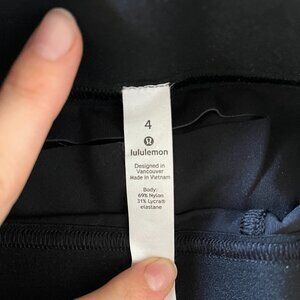 4
lululemon
Designed in
Vancouver
Made in Vietnam
Body:
69% Nylon
31% Lycra®
elastane